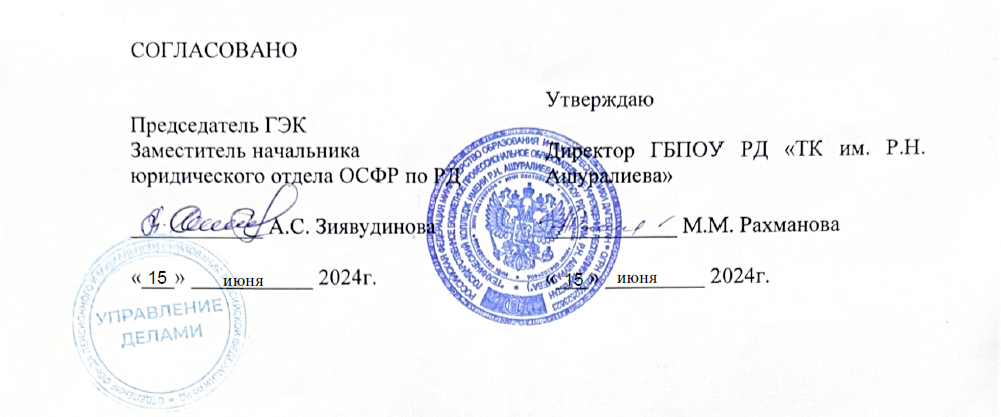 СОГЛАСОВАНО
Председатель ГЭК
Заместитель начальника
юридического отдела ОСФР по РД
А.С. Зиявудинова
« 15 » июня 2024г.
УПРАВЛЕНИЕ
ДЕЛАМИ
Утверждаю
Директор ГБПОУ РД «ТК им. Р.Н.
Ашуралиева»
М.М. Рахманова
« 15 » июня 2024г.